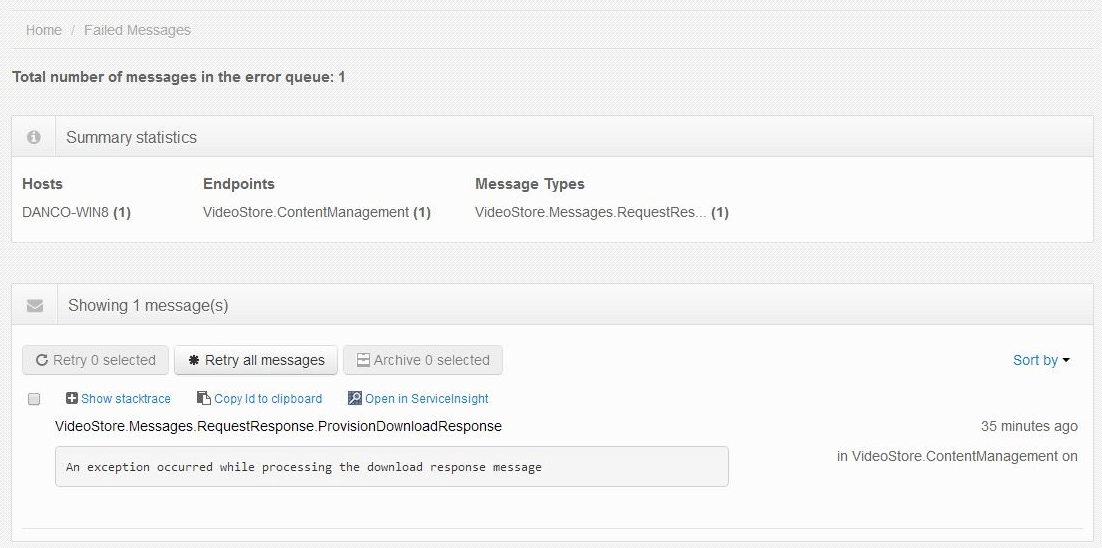 Home / Failed Messages
Total number of messages in the error queue: 1
Summary statistics
Hosts Endpoints Message Types
DANCO-WIN8 (1) VideoStore.ContentManagement (1) VideoStore.Messages.RequestRes... (1)
Showing 1 message(s)
Retry 0 selected Retry all messages Archive 0 selected Sort by
Show stacktrace Copy Id to clipboard Open in ServiceInsight
VideoStore.Messages.RequestResponse.ProvisionDownloadResponse 35 minutes ago
in VideoStore.ContentManagement on
An exception occurred while processing the download response message